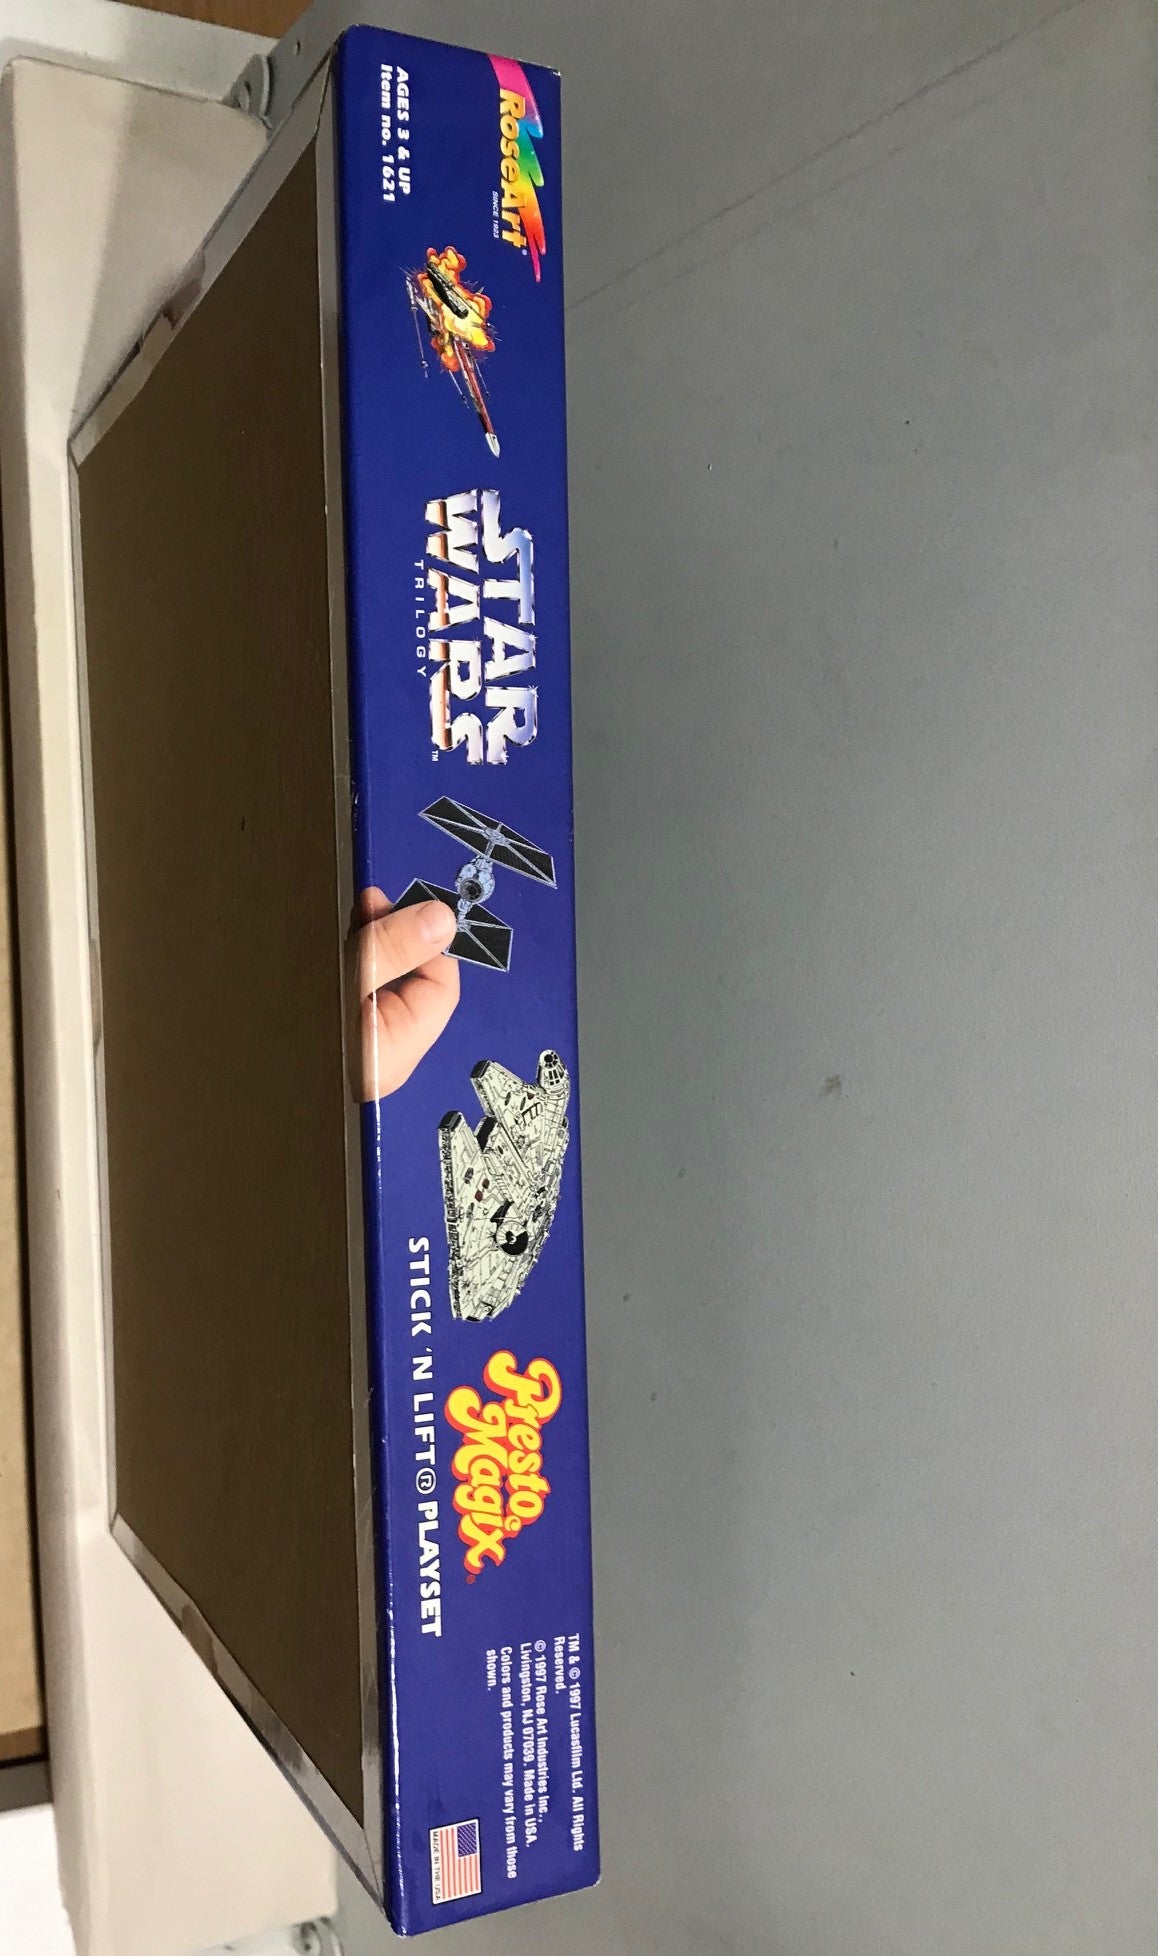 RoseArt®
SINCE 1923
AGES 3 & UP
Item no. 1621
STAR
WARS™
TRILOGY
Presto©
Magix®
STICK 'N LIFT® PLAYSET
TM & © 1997 Lucasfilm Ltd. All Rights
Reserved.
© 1997 Rose Art Industries Inc.,
Livingston, NJ 07039. Made in USA.
Colors and products may vary from those
shown.
MADE IN THE USA